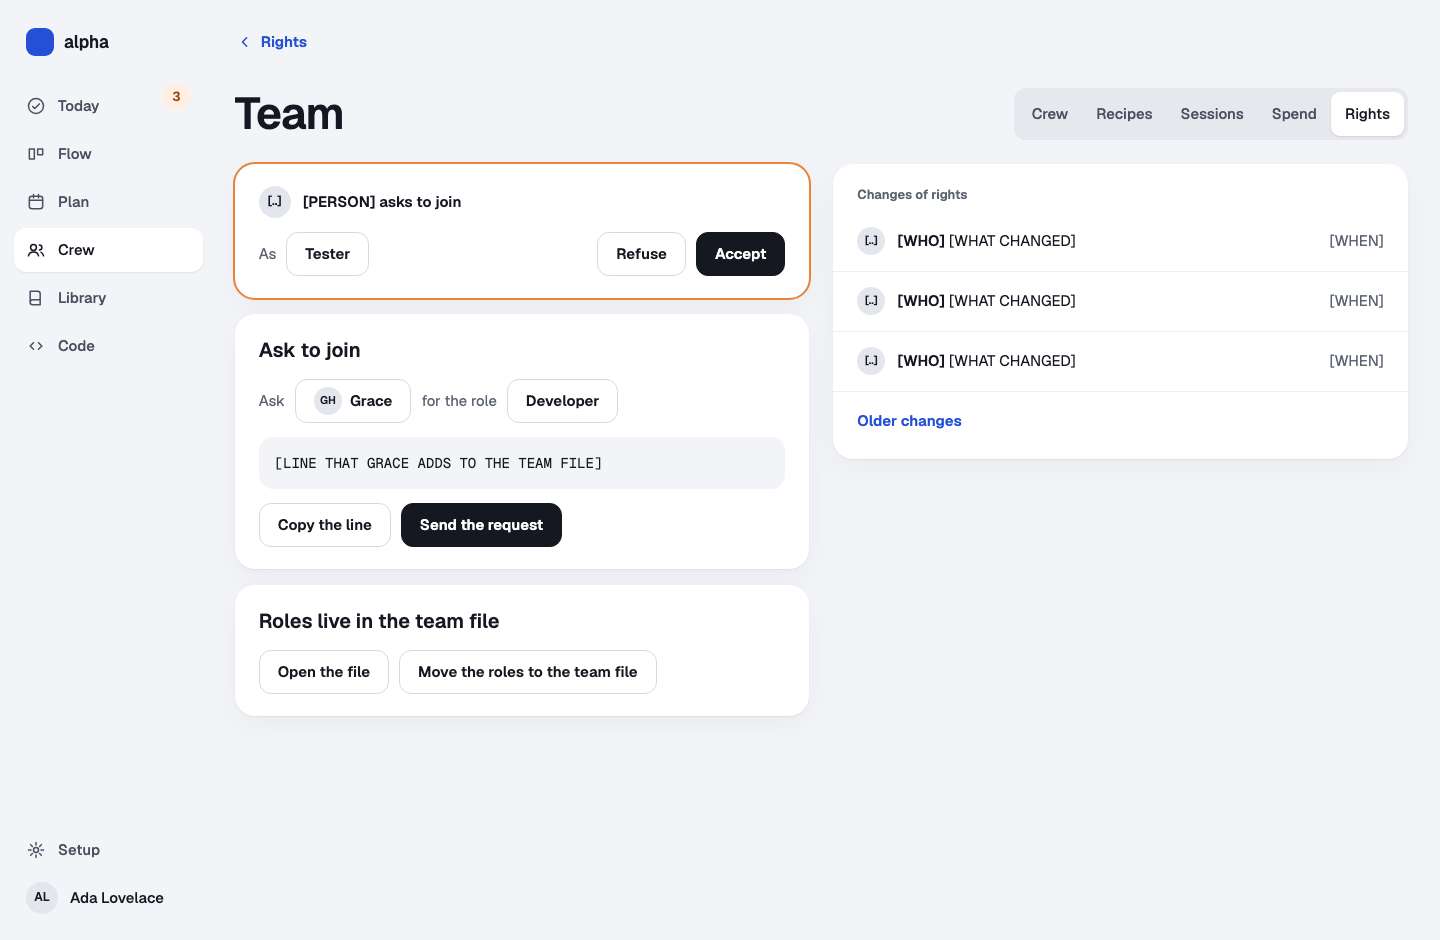 alpha
Today
3
Flow
Plan
Crew
Library
Code
Setup
AL
Ada Lovelace
Rights
Team
Crew
Recipes
Sessions
Spend
Rights
[..]
[PERSON] asks to join
As
Tester
Refuse
Accept
Ask to join
Ask
GH
Grace
for the role
Developer
[LINE THAT GRACE ADDS TO THE TEAM FILE]
Copy the line
Send the request
Roles live in the team file
Open the file
Move the roles to the team file
Changes of rights
[..]
[WHO] [WHAT CHANGED]
[WHEN]
[..]
[WHO] [WHAT CHANGED]
[WHEN]
[..]
[WHO] [WHAT CHANGED]
[WHEN]
Older changes